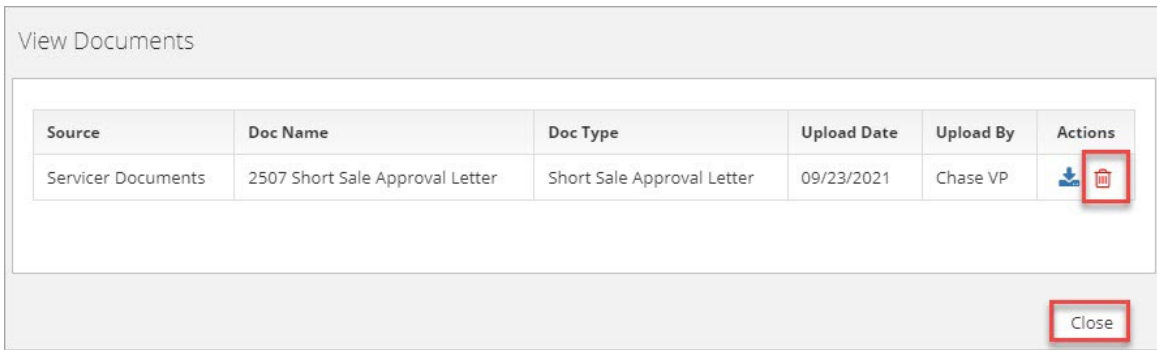 View Documents
Source Doc Name Doc Type Upload Date Upload By Actions
Servicer Documents 2507 Short Sale Approval Letter Short Sale Approval Letter 09/23/2021 Chase VP
Close